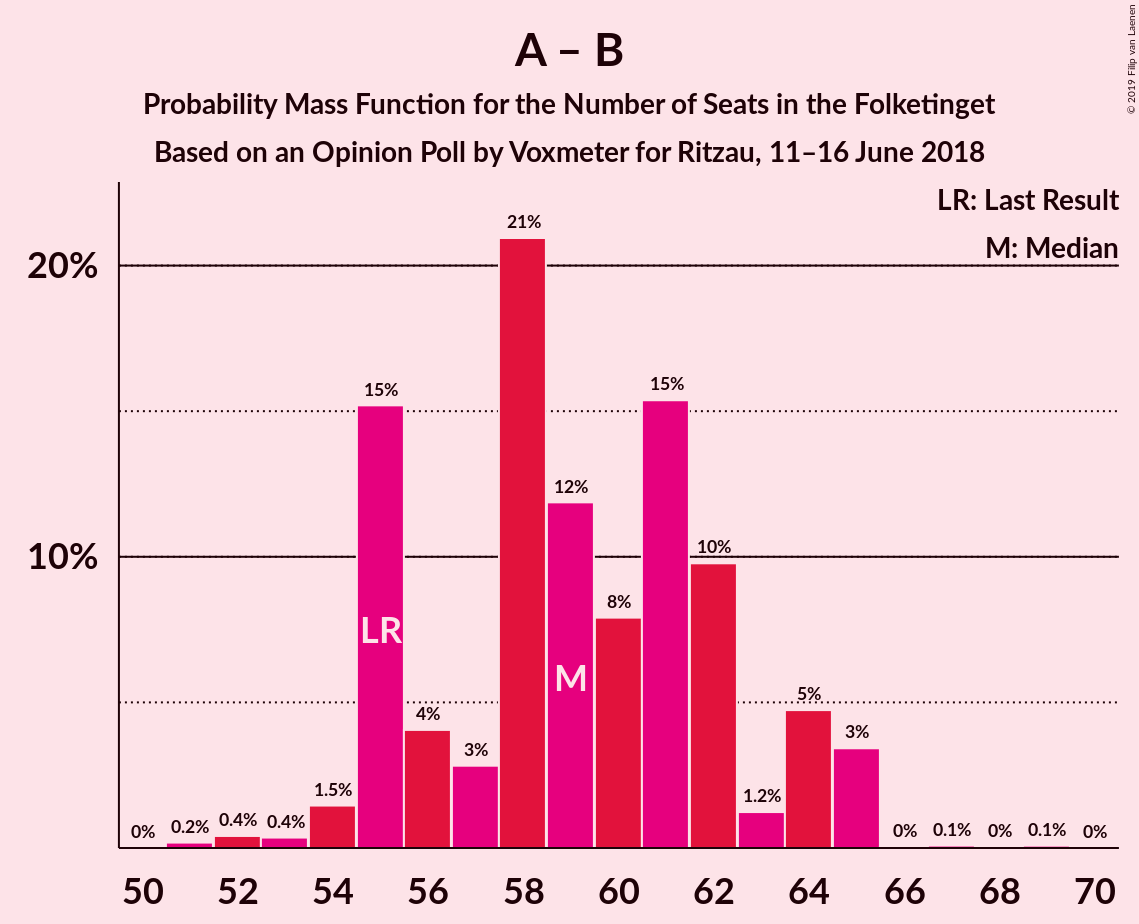 A – B
Probability Mass Function for the Number of Seats in the Folketinget
Based on an Opinion Poll by Voxmeter for Ritzau, 11–16 June 2018
© 2019 Filip van Laenen
LR: Last Result
M: Median
20%
10%
0%
0.2%
0.4%
0.4%
1.5%
15%
4%
3%
21%
12%
8%
15%
10%
1.2%
5%
3%
0%
0.1%
0%
0.1%
0%
LR
M
50 52 54 56 58 60 62 64 66 68 70